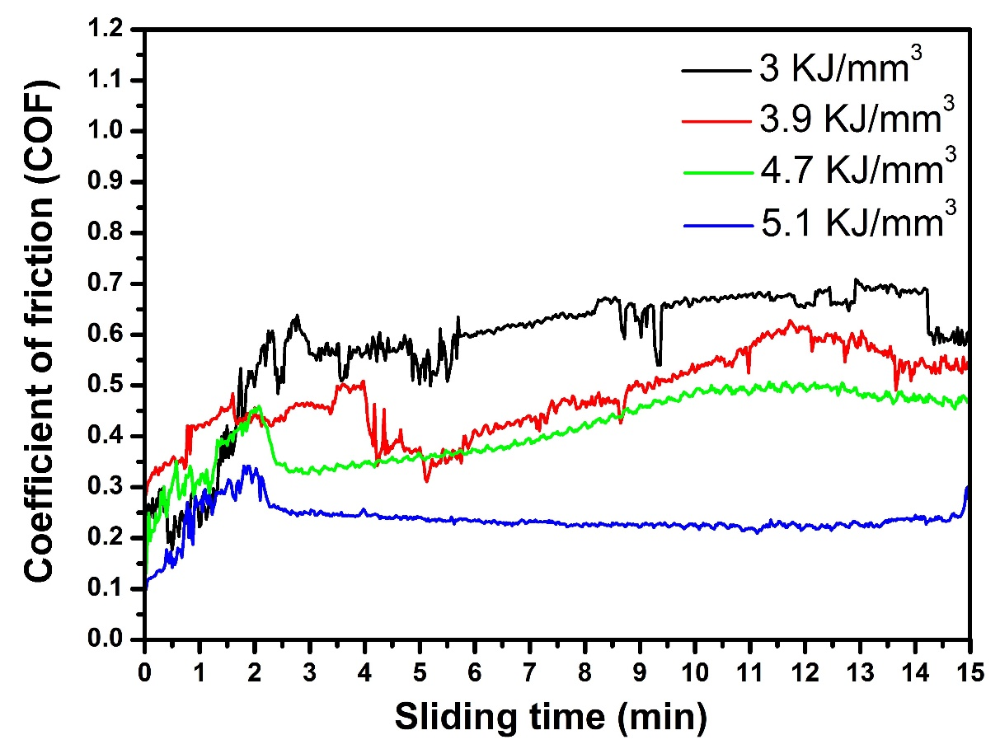 Coefficient of friction (COF)
1.2
1.1
1.0
0.9
0.8
0.7
0.6
0.5
0.4
0.3
0.2
0.1
0.0
3 KJ/mm³
3.9 KJ/mm³
4.7 KJ/mm³
5.1 KJ/mm³
0 1 2 3 4 5 6 7 8 9 10 11 12 13 14 15
Sliding time (min)